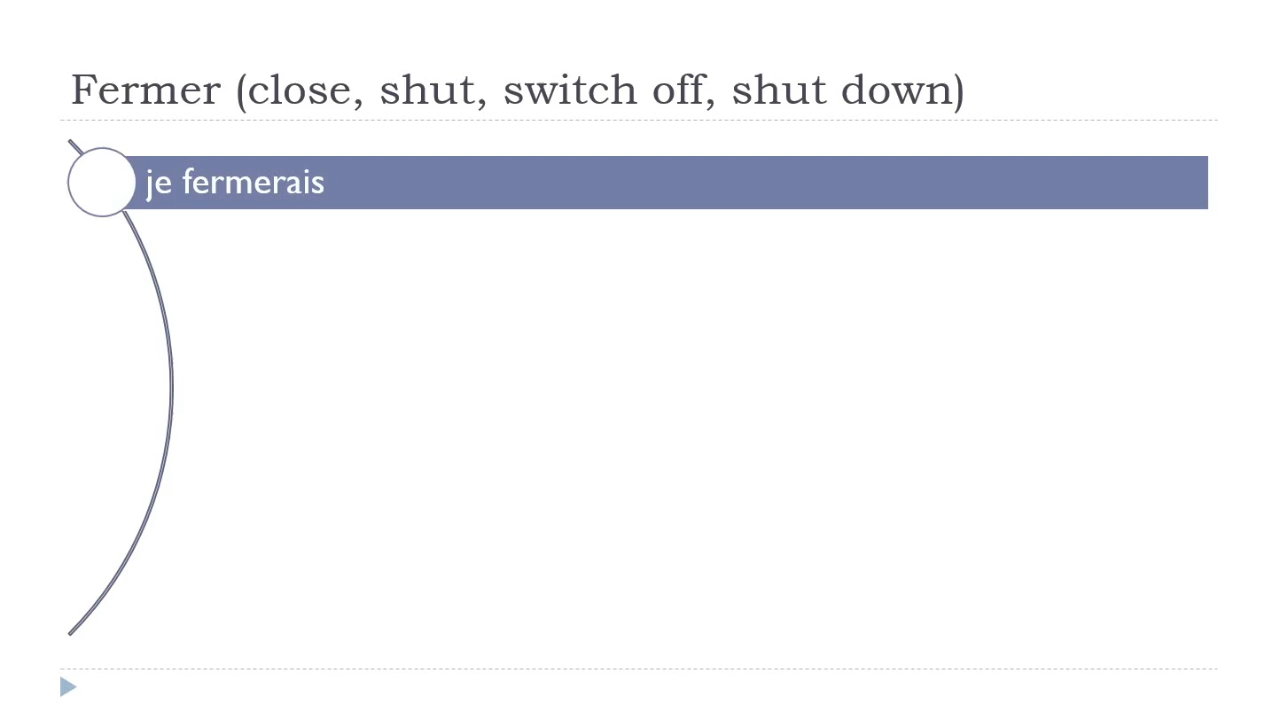 Fermer (close, shut, switch off, shut down)
je fermerais